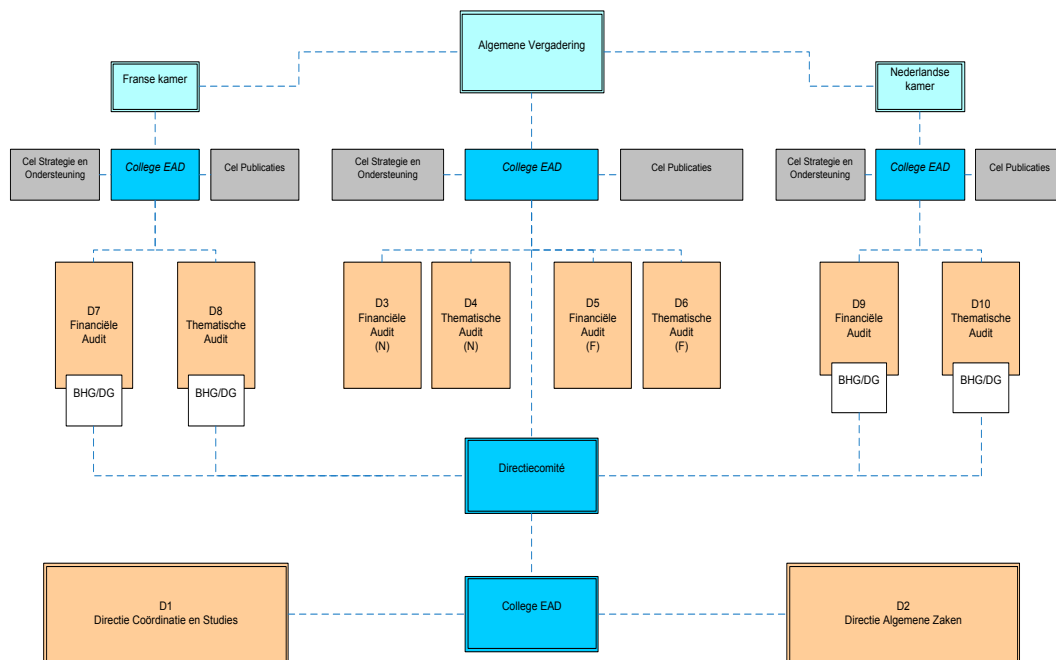 Algemene Vergadering
Franse kamer
Nederlandse
kamer
Cel Strategie en
Ondersteuning
College EAD
Cel Publicaties
Cel Strategie en
Ondersteuning
College EAD
Cel Publicaties
Cel Strategie en
Ondersteuning
College EAD
Cel Publicaties
D7
Financiële
Audit
D8
Thematische
Audit
D3
Financiële
Audit
(N)
D4
Thematische
Audit
(N)
D5
Financiële
Audit
(F)
D6
Thematische
Audit
(F)
D9
Financiële
Audit
D10
Thematische
Audit
BHG/DG
BHG/DG
BHG/DG
BHG/DG
Directiecomité
D1
Directie Coördinatie en Studies
College EAD
D2
Directie Algemene Zaken